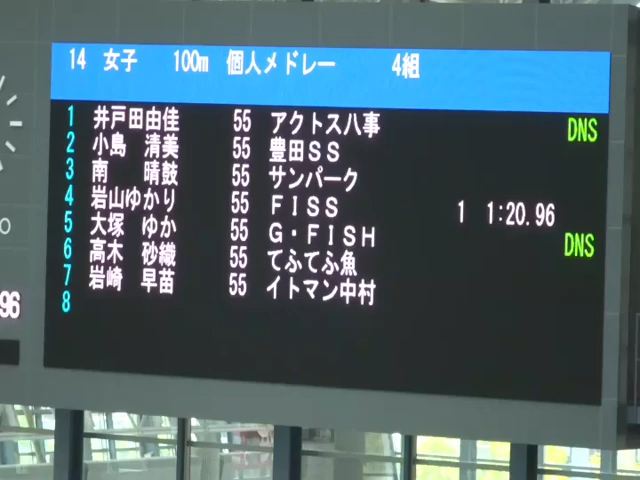 14 女子 100m 個人メドレー 4組
1 井戸田由佳 55 アクトス八事 DNS
2 小島 清美 55 豊田SS
3 南 晴鼓 55 サンパーク
4 岩山ゆかり 55 FISS 1 1:20.96
5 大塚 ゆか 55 G・FISH DNS
6 高木 砂織 55 てふてふ魚
7 岩崎 早苗 55 イトマン中村
8
96